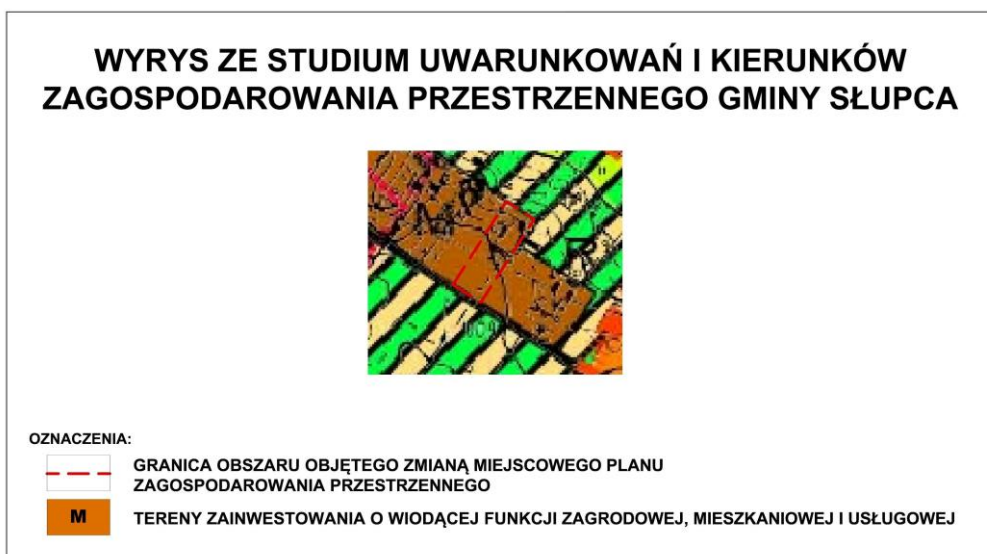 WYRYS ZE STUDIUM UWARUNKOWAŃ I KIERUNKÓW
ZAGOSPODAROWANIA PRZESTRZENNEGO GMINY SŁUPCA
OZNACZENIA:
GRANICA OBSZARU OBJĘTEGO ZMIANĄ MIEJSCOWEGO PLANU
ZAGOSPODAROWANIA PRZESTRZENNEGO
M TERENY ZAINWESTOWANIA O WIODĄCEJ FUNKCJI ZAGRODOWEJ, MIESZKANIOWEJ I USŁUGOWEJ